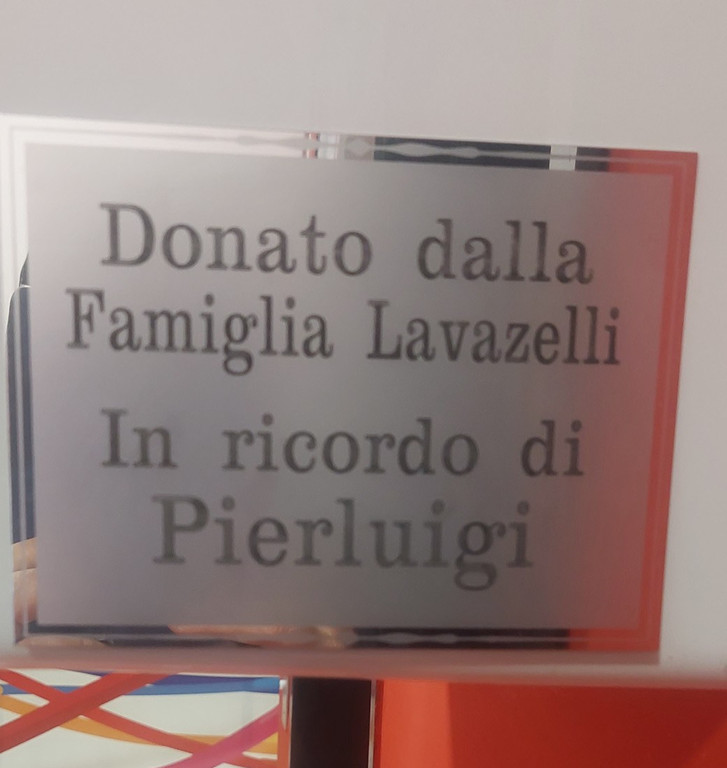 Donato dalla
Famiglia Lavazelli
In ricordo di
Pierluigi